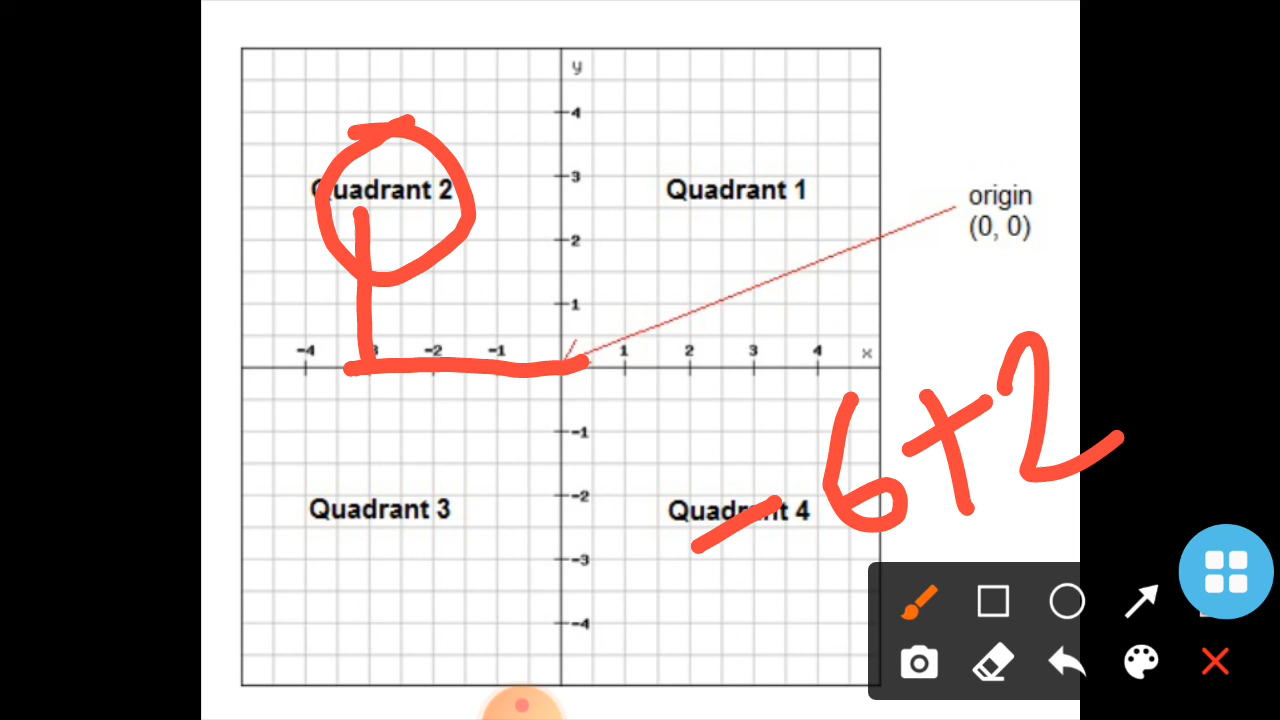 y
4
Quadrant 2
3
Quadrant 1
origin
(0, 0)
2
1
-4 -2 -1 1 2 3 4 x
-1
-2
Quadrant 3
Quadrant 4
- 6+2
-3
-4